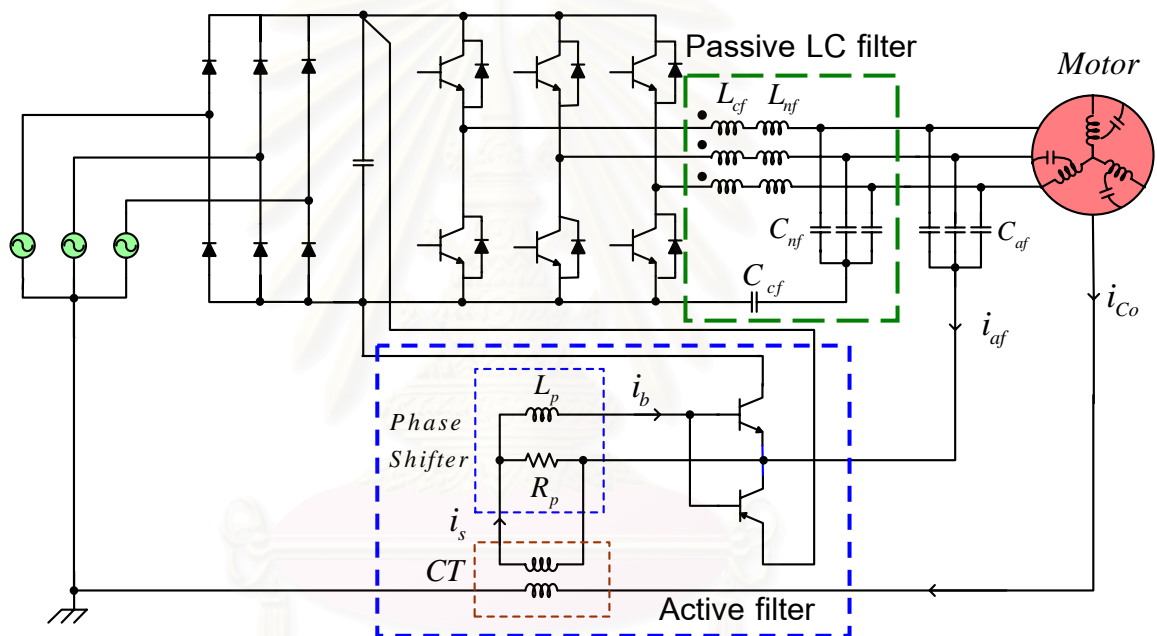 Passive LC filter
Motor
L_cf L_nf
C_nf
C_af
C_cf
i_Co
i_af
L_p
i_b
Phase
Shifter
R_p
i_s
CT
Active filter